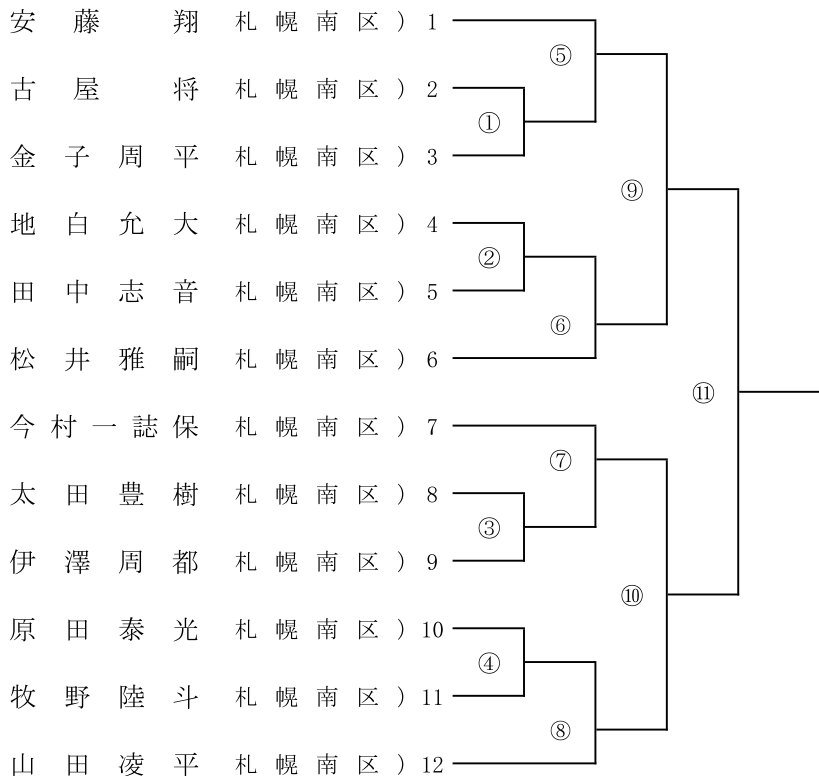 安藤翔 札幌南区) 1
⑤
古屋将 札幌南区) 2
①
金子周平 札幌南区) 3
⑨
地白允大 札幌南区) 4
②
田中志音 札幌南区) 5
⑥
松井雅嗣 札幌南区) 6
⑪
今村一誌保 札幌南区) 7
⑦
太田豊樹 札幌南区) 8
③
伊澤周都 札幌南区) 9
⑩
原田泰光 札幌南区) 10
④
牧野陸斗 札幌南区) 11
⑧
山田凌平 札幌南区) 12